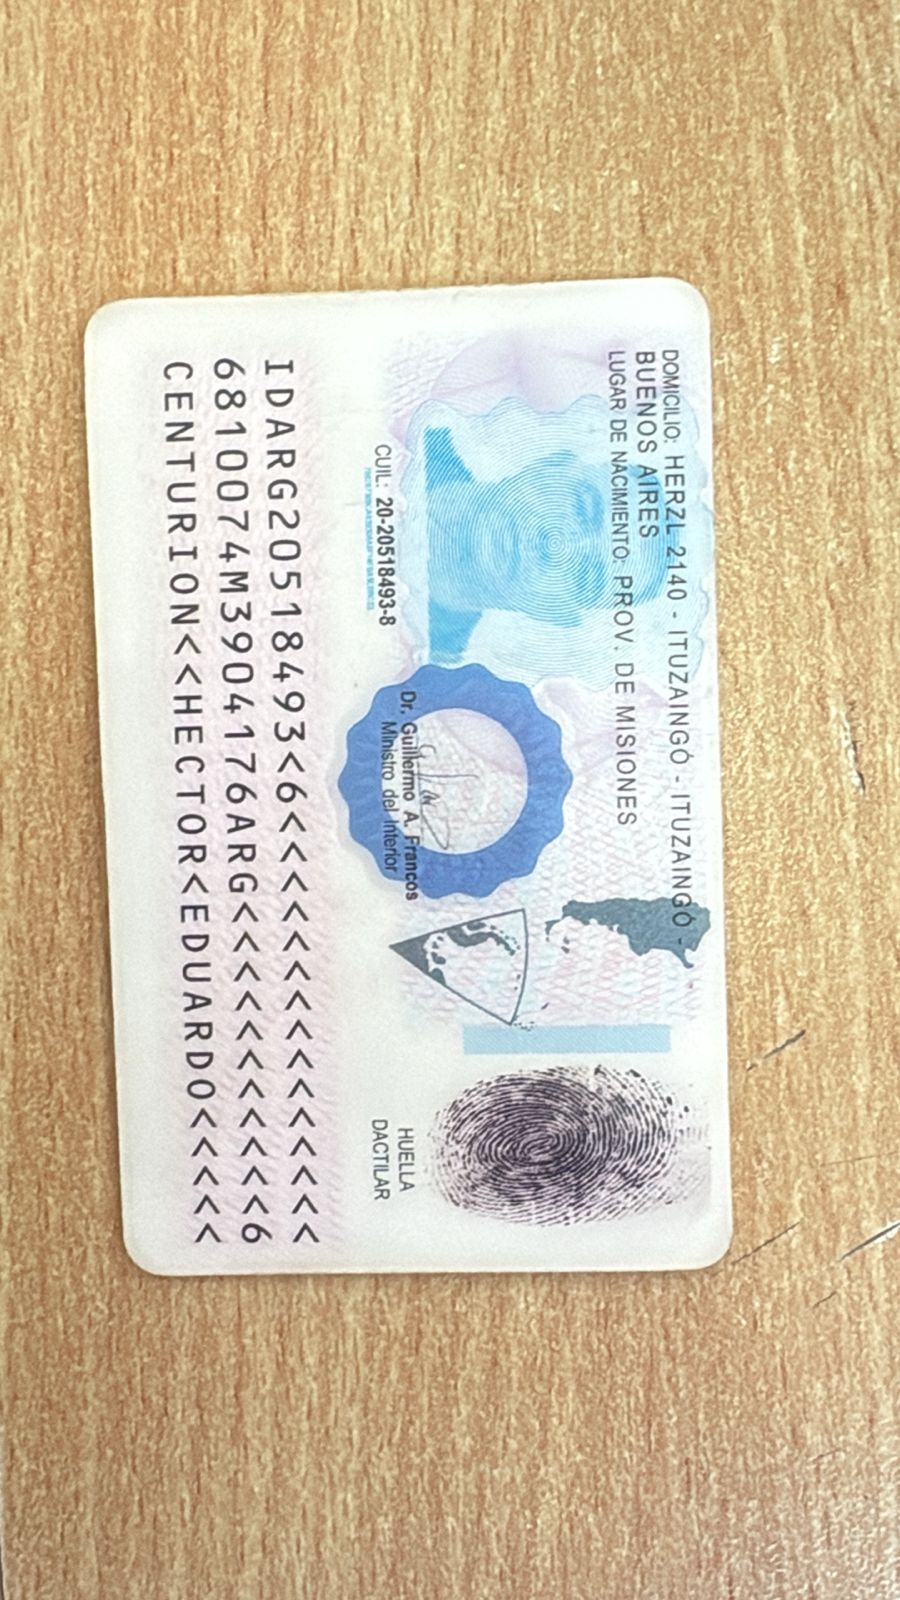 DOMICILIO: HERZL 2140 - ITUZAINGÓ - ITUZAINGÓ -
BUENOS AIRES
LUGAR DE NACIMIENTO: PROV. DE MISIONES
CUIL: 20-20518493-8
Dr. Guillermo A. Francos
Ministro del Interior
HUELLA
DACTILAR
IDARG20518493<6<<<<<<<<<<<<<<<
6810074M3904176ARG<<<<<<<<<<<6
CENTURION<<HECTOR<EDUARDO<<<<<